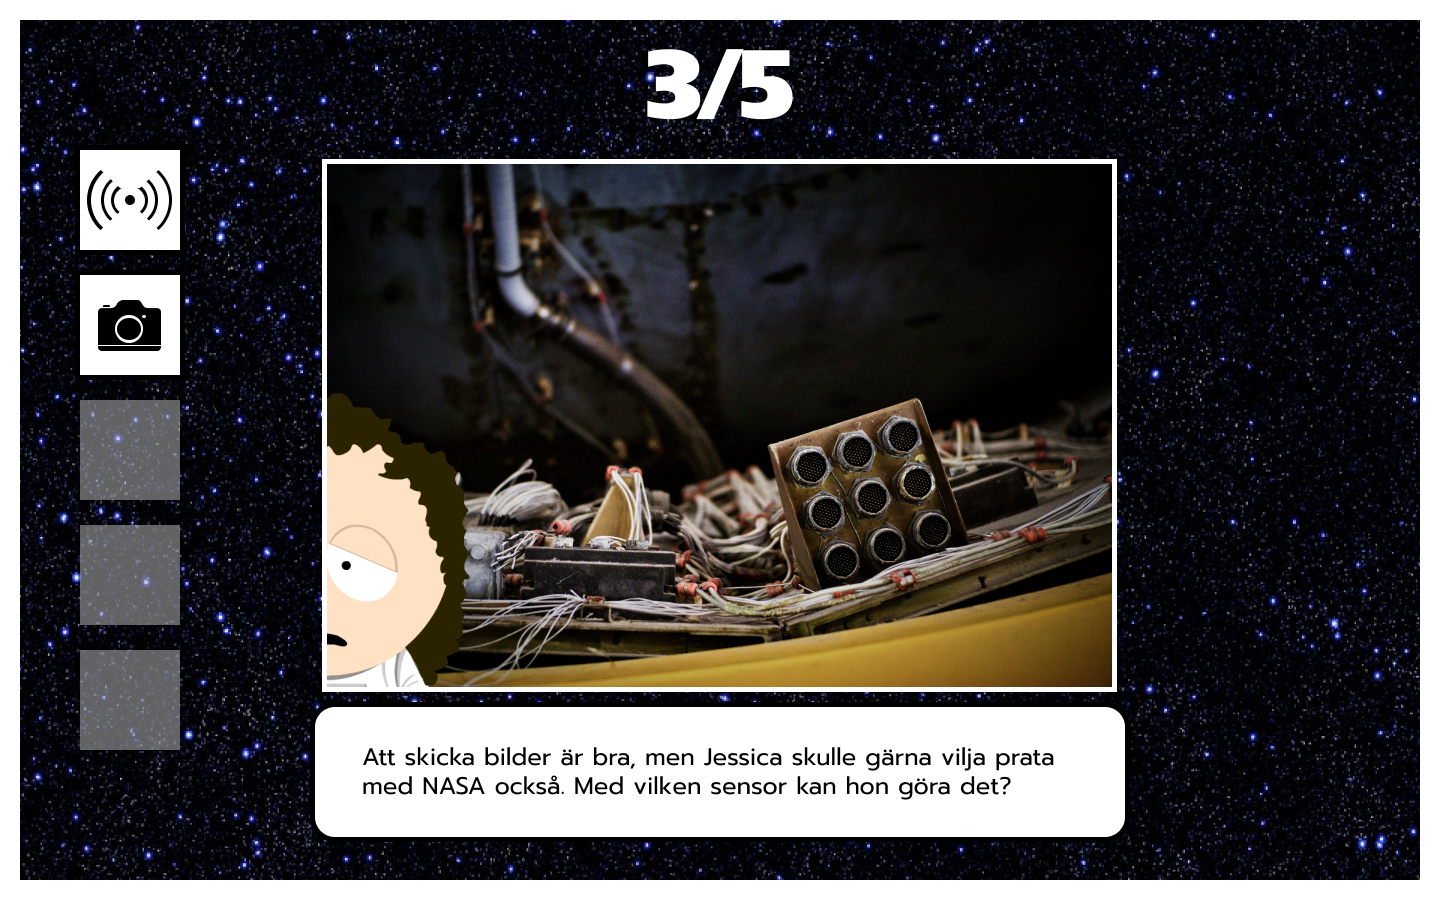 3/5
Att skicka bilder är bra, men Jessica skulle gärna vilja prata
med NASA också. Med vilken sensor kan hon göra det?